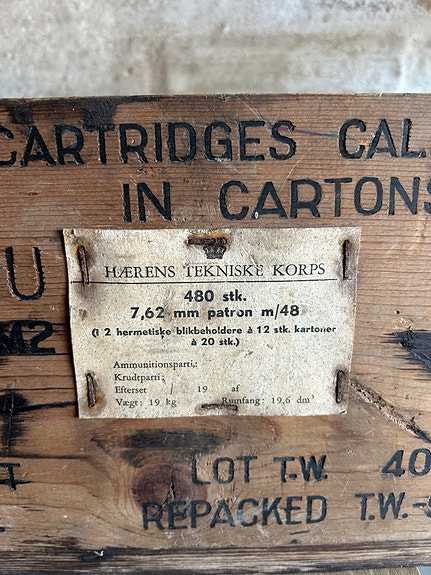 CARTRIDGES CAL.
IN CARTONS
U
M2
HÆRENS TEKNISKE KORPS
480 stk.
7,62 mm patron m/48
(i 2 hermetiske blikbeholdere à 12 stk. kartoner
à 20 stk.)
Ammunitionsparti:
Krudtparti:
Efterset / 19 af
Vægt: 19 kg Rumfang: 19,6 dm³
LOT T.W. 40
REPACKED T.W.-